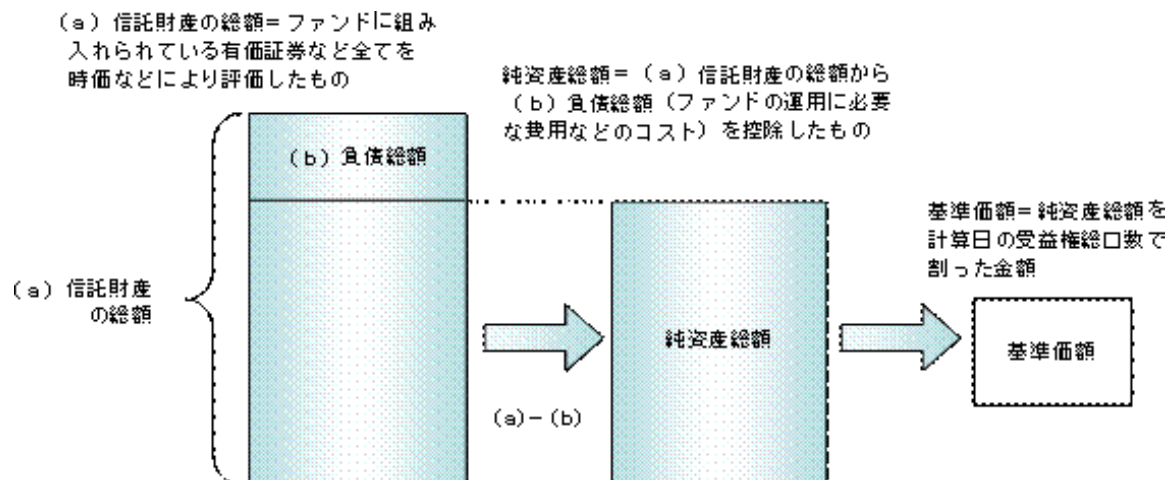 (a) 信託財産の総額=ファンドに組み
入れられている有価証券など全てを
時価などにより評価したもの
純資産総額=(a) 信託財産の総額から
(b) 負債総額(ファンドの運用に必要
な費用などのコスト)を控除したもの
(b) 負債総額
基準価額=純資産総額を
計算日の受益権総口数で
割った金額
(a) 信託財産
の総額
純資産総額
基準価額
(a)-(b)